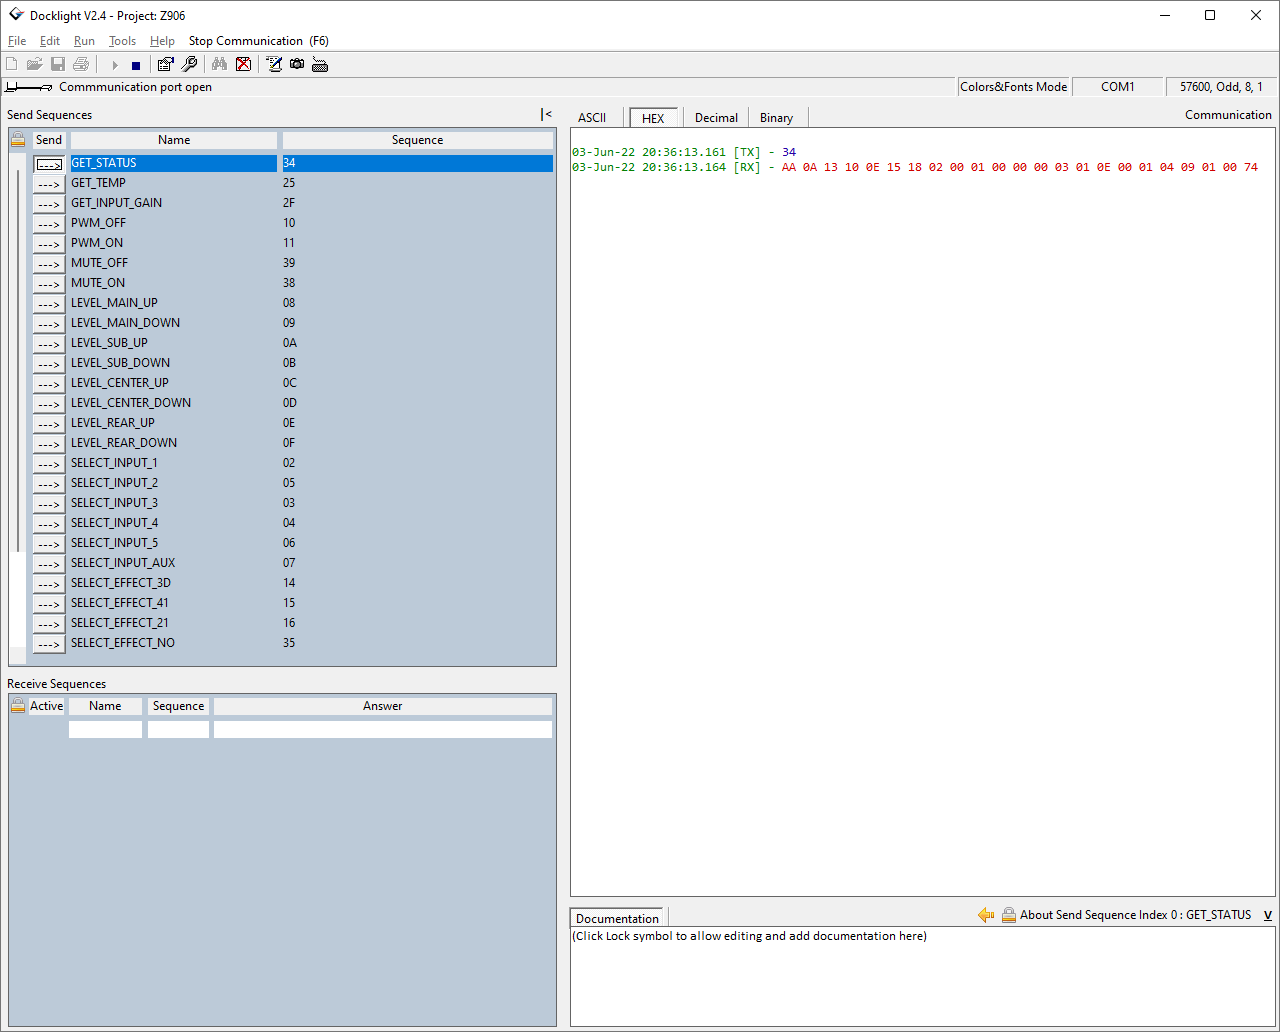 Docklight V2.4 - Project: Z906
File Edit Run Tools Help Stop Communication (F6)
Commmunication port open
Colors&Fonts Mode COM1 57600, Odd, 8, 1
Send Sequences |<
Send Name Sequence
---> GET_STATUS 34
---> GET_TEMP 25
---> GET_INPUT_GAIN 2F
---> PWM_OFF 10
---> PWM_ON 11
---> MUTE_OFF 39
---> MUTE_ON 38
---> LEVEL_MAIN_UP 08
---> LEVEL_MAIN_DOWN 09
---> LEVEL_SUB_UP 0A
---> LEVEL_SUB_DOWN 0B
---> LEVEL_CENTER_UP 0C
---> LEVEL_CENTER_DOWN 0D
---> LEVEL_REAR_UP 0E
---> LEVEL_REAR_DOWN 0F
---> SELECT_INPUT_1 02
---> SELECT_INPUT_2 05
---> SELECT_INPUT_3 03
---> SELECT_INPUT_4 04
---> SELECT_INPUT_5 06
---> SELECT_INPUT_AUX 07
---> SELECT_EFFECT_3D 14
---> SELECT_EFFECT_41 15
---> SELECT_EFFECT_21 16
---> SELECT_EFFECT_NO 35
Receive Sequences
Active Name Sequence Answer
ASCII HEX Decimal Binary Communication
03-Jun-22 20:36:13.161 [TX] - 34
03-Jun-22 20:36:13.164 [RX] - AA 0A 13 10 0E 15 18 02 00 01 00 00 00 03 01 0E 00 01 04 09 01 00 74
Documentation About Send Sequence Index 0 : GET_STATUS V
(Click Lock symbol to allow editing and add documentation here)